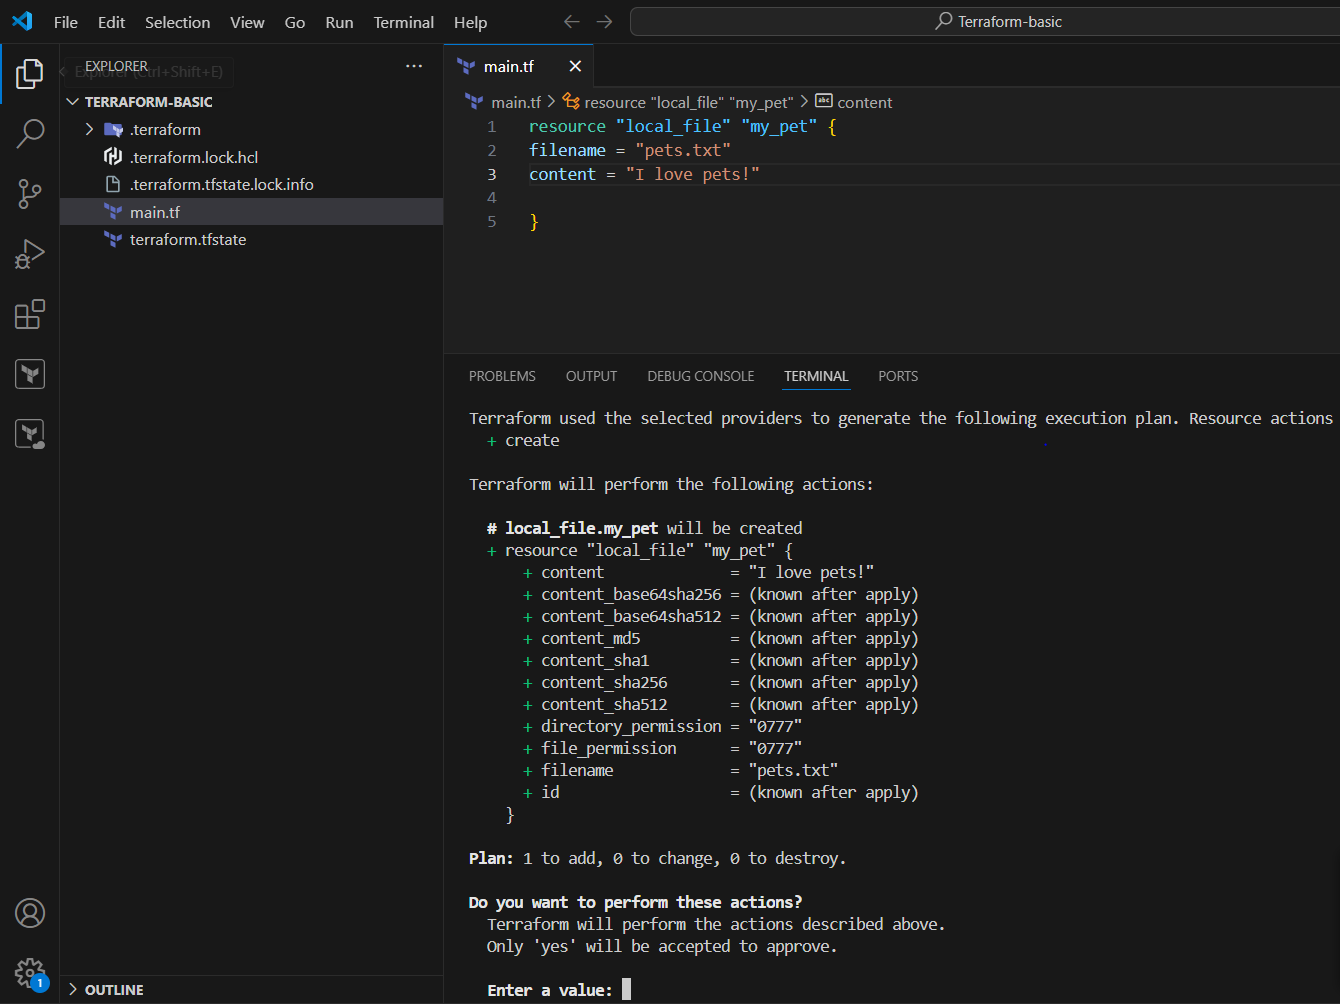 File Edit Selection View Go Run Terminal Help
Terraform-basic
EXPLORER
Explorer (Ctrl+Shift+E)
TERRAFORM-BASIC
.terraform
.terraform.lock.hcl
.terraform.tfstate.lock.info
main.tf
terraform.tfstate
OUTLINE
1
main.tf
main.tf > resource "local_file" "my_pet" > abc content
1 resource "local_file" "my_pet" {
2 filename = "pets.txt"
3 content = "I love pets!"
4
5 }
PROBLEMS OUTPUT DEBUG CONSOLE TERMINAL PORTS
Terraform used the selected providers to generate the following execution plan. Resource actions
+ create
Terraform will perform the following actions:
# local_file.my_pet will be created
+ resource "local_file" "my_pet" {
+ content = "I love pets!"
+ content_base64sha256 = (known after apply)
+ content_base64sha512 = (known after apply)
+ content_md5 = (known after apply)
+ content_sha1 = (known after apply)
+ content_sha256 = (known after apply)
+ content_sha512 = (known after apply)
+ directory_permission = "0777"
+ file_permission = "0777"
+ filename = "pets.txt"
+ id = (known after apply)
}
Plan: 1 to add, 0 to change, 0 to destroy.
Do you want to perform these actions?
Terraform will perform the actions described above.
Only 'yes' will be accepted to approve.
Enter a value: